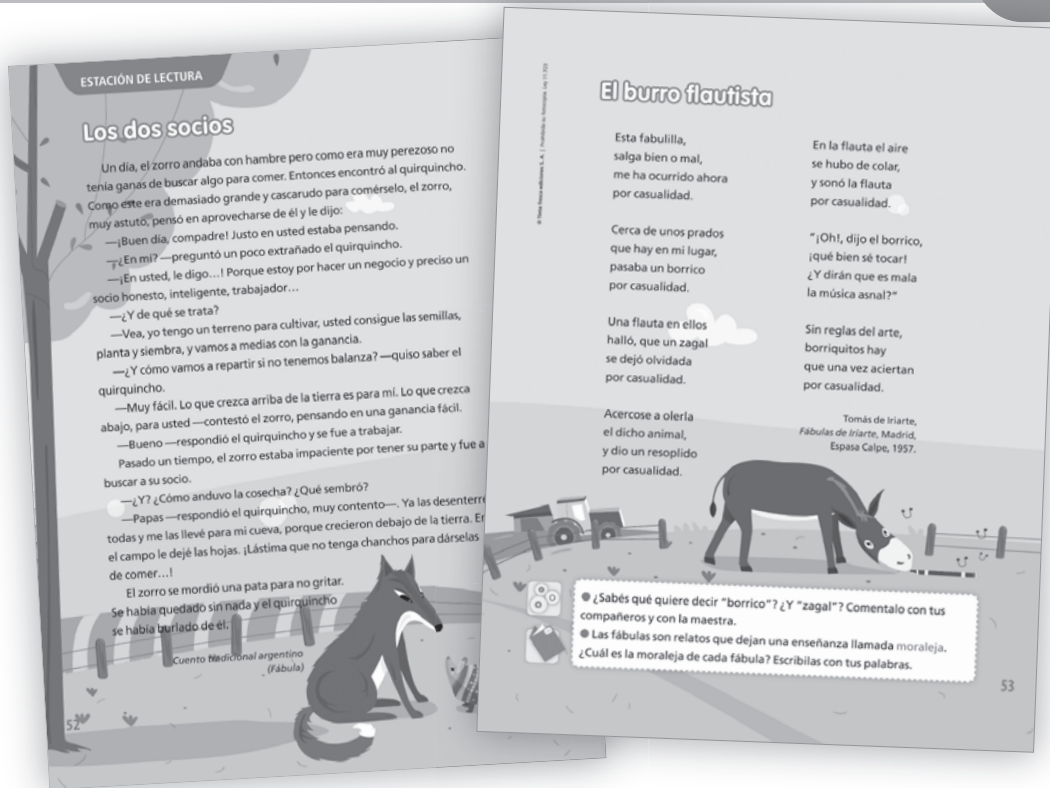 ESTACIÓN DE LECTURA
Los dos socios
Un día, el zorro andaba con hambre pero como era muy perezoso no
tenía ganas de buscar algo para comer. Entonces encontró al quirquincho.
Como este era demasiado grande y cascarudo para comérselo, el zorro,
muy astuto, pensó en aprovecharse de él y le dijo:
—¡Buen día, compadre! Justo en usted estaba pensando.
—¿En mí? —preguntó un poco extrañado el quirquincho.
—¡En usted, le digo…! Porque estoy por hacer un negocio y preciso un
socio honesto, inteligente, trabajador…
—¿Y de qué se trata?
—Vea, yo tengo un terreno para cultivar, usted consigue las semillas,
planta y siembra, y vamos a medias con la ganancia.
—¿Y cómo vamos a repartir si no tenemos balanza? —quiso saber el
quirquincho.
—Muy fácil. Lo que crezca arriba de la tierra es para mí. Lo que crezca
abajo, para usted —contestó el zorro, pensando en una ganancia fácil.
—Bueno —respondió el quirquincho y se fue a trabajar.
Pasado un tiempo, el zorro estaba impaciente por tener su parte y fue a
buscar a su socio.
—¿Y? ¿Cómo anduvo la cosecha? ¿Qué sembró?
—Papas —respondió el quirquincho, muy contento—. Ya las desenterré
todas y me las llevé para mi cueva, porque crecieron debajo de la tierra. En
el campo le dejé las hojas. ¡Lástima que no tenga chanchos para dárselas
de comer…!
El zorro se mordió una pata para no gritar.
Se había quedado sin nada y el quirquincho
se había burlado de él.
Cuento tradicional argentino
(Fábula)
52
El burro flautista
Esta fabulilla,
salga bien o mal,
me ha ocurrido ahora
por casualidad.
Cerca de unos prados
que hay en mi lugar,
pasaba un borrico
por casualidad.
Una flauta en ellos
halló, que un zagal
se dejó olvidada
por casualidad.
Acercose a olerla
el dicho animal,
y dio un resoplido
por casualidad.
En la flauta el aire
se hubo de colar,
y sonó la flauta
por casualidad.
"¡Oh!, dijo el borrico,
¡qué bien sé tocar!
¿Y dirán que es mala
la música asnal?"
Sin reglas del arte,
borriquitos hay
que una vez aciertan
por casualidad.
Tomás de Iriarte,
Fábulas de Iriarte, Madrid,
Espasa Calpe, 1957.
● ¿Sabés qué quiere decir "borrico"? ¿Y "zagal"? Comentalo con tus
compañeros y con la maestra.
● Las fábulas son relatos que dejan una enseñanza llamada moraleja.
¿Cuál es la moraleja de cada fábula? Escribilas con tus palabras.
53